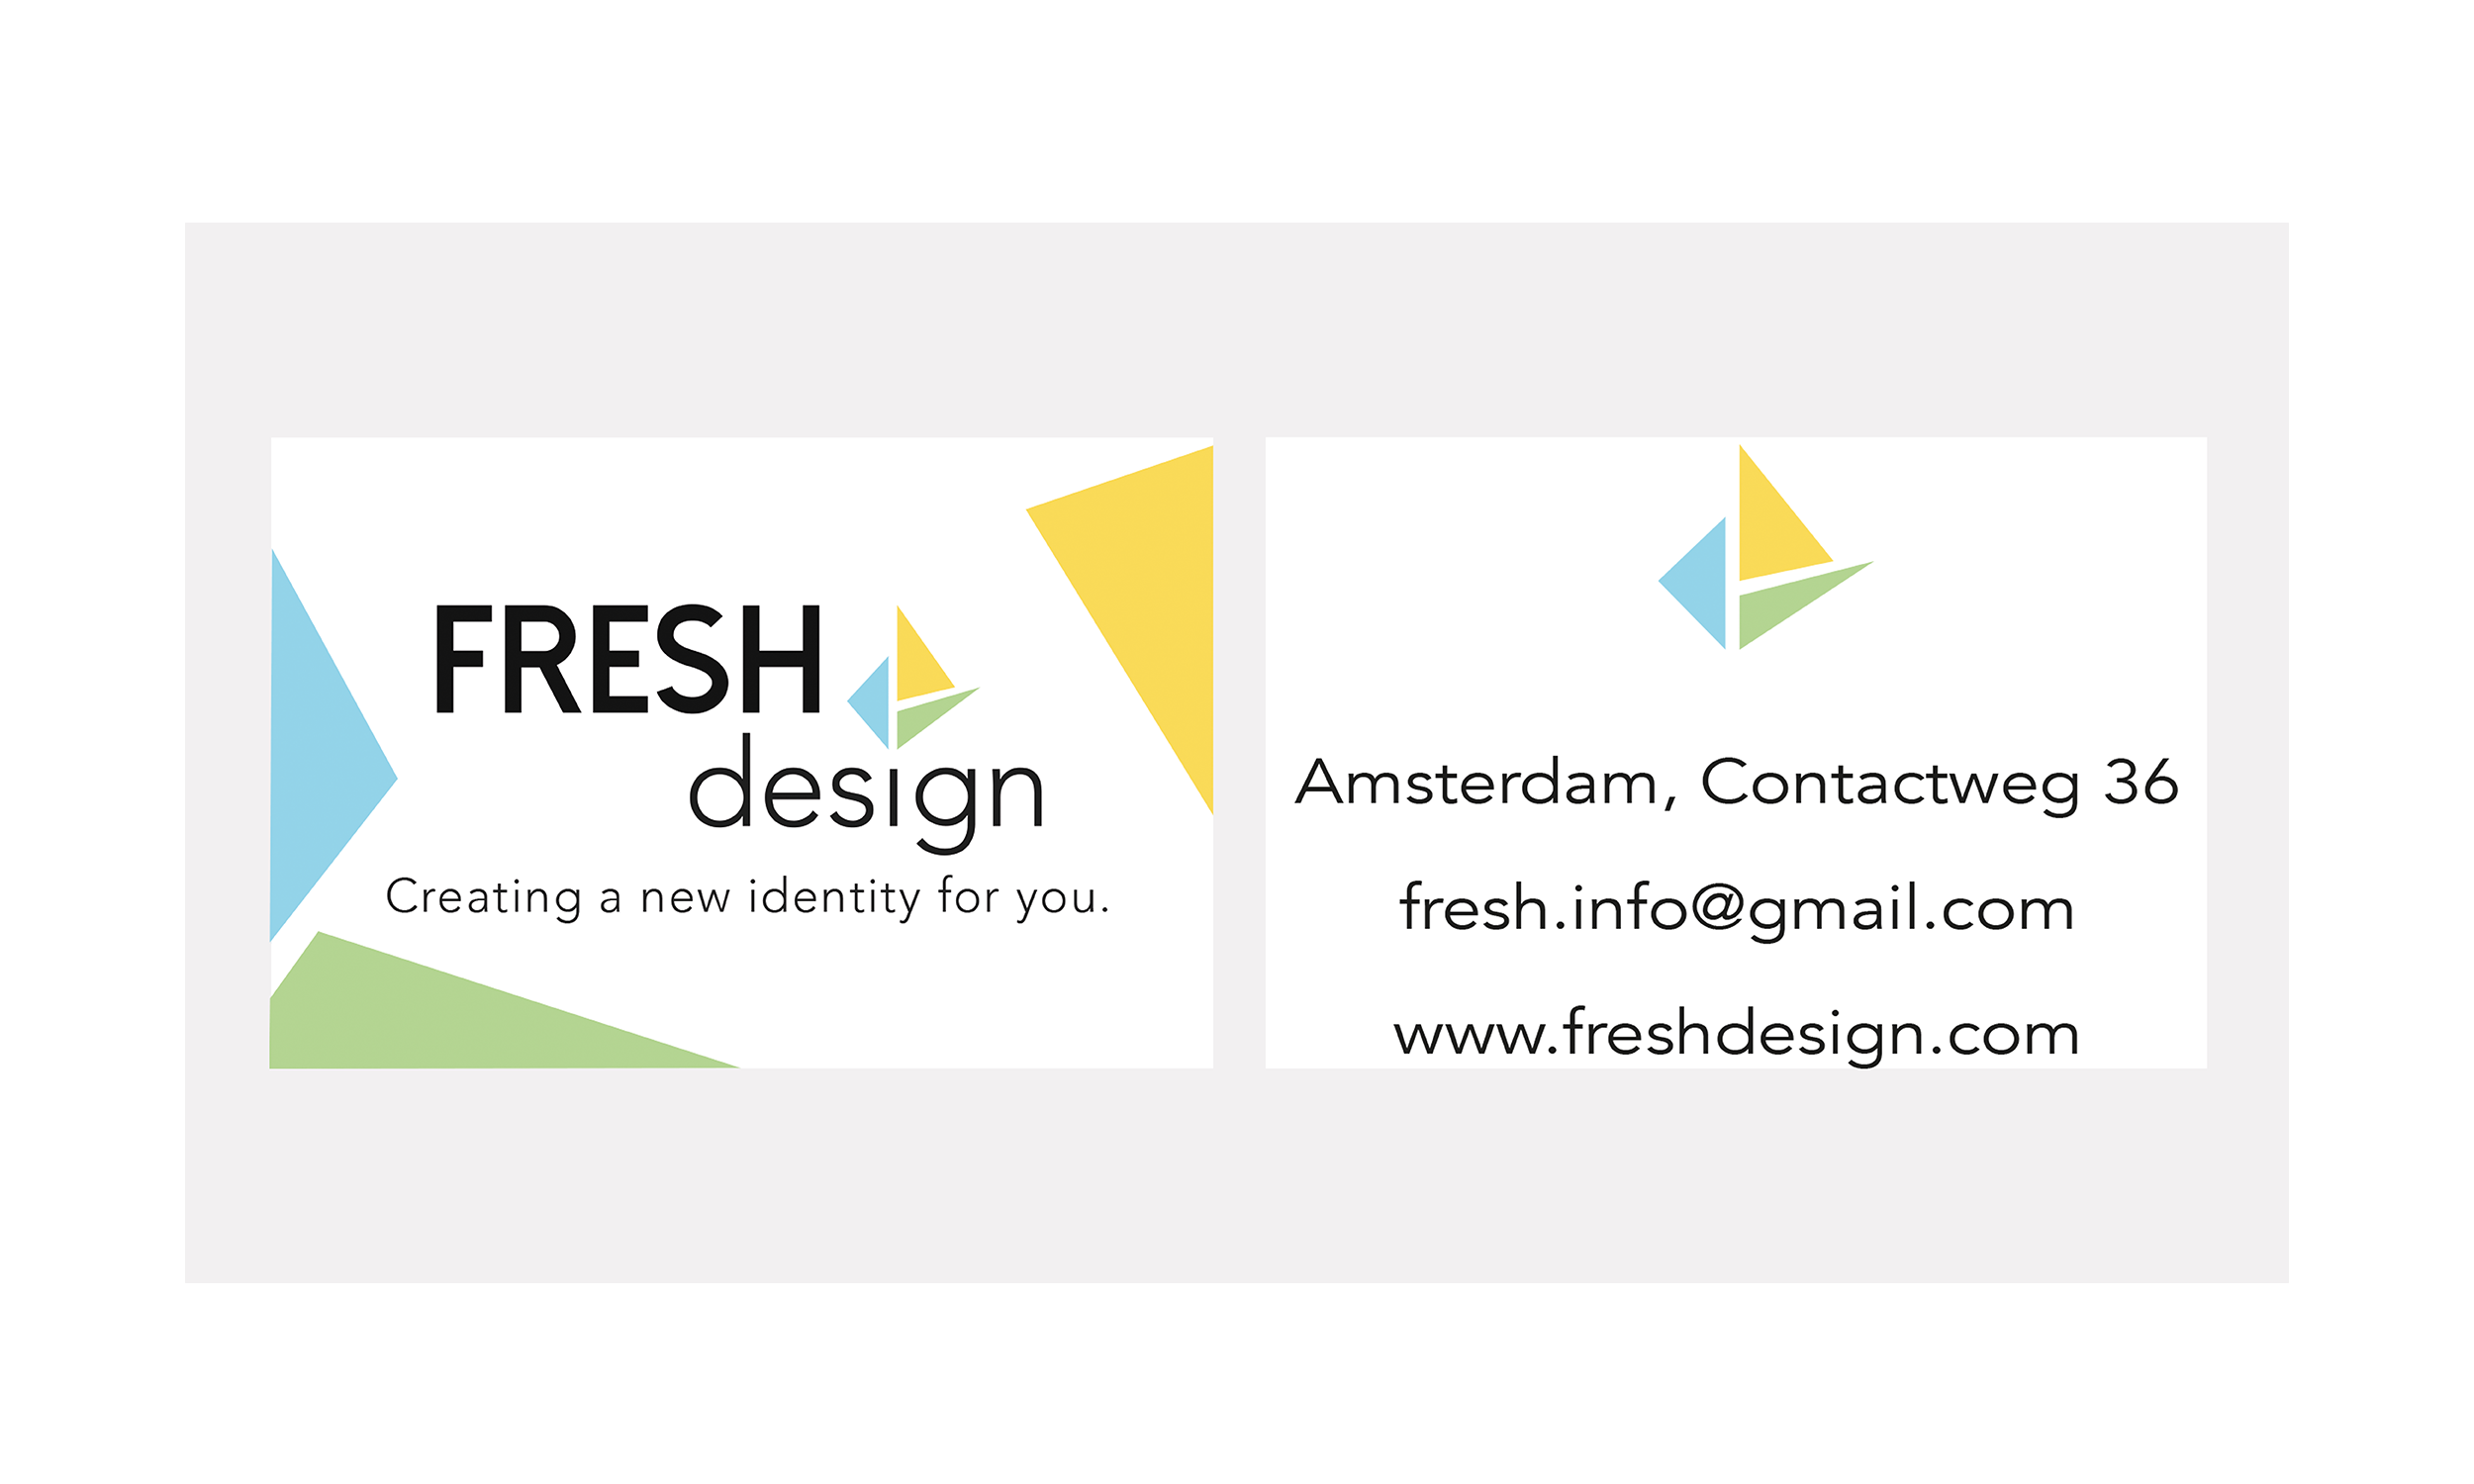 FRESH
design
Creating a new identity for you.
Amsterdam, Contactweg 36
fresh.info@gmail.com
www.freshdesign.com